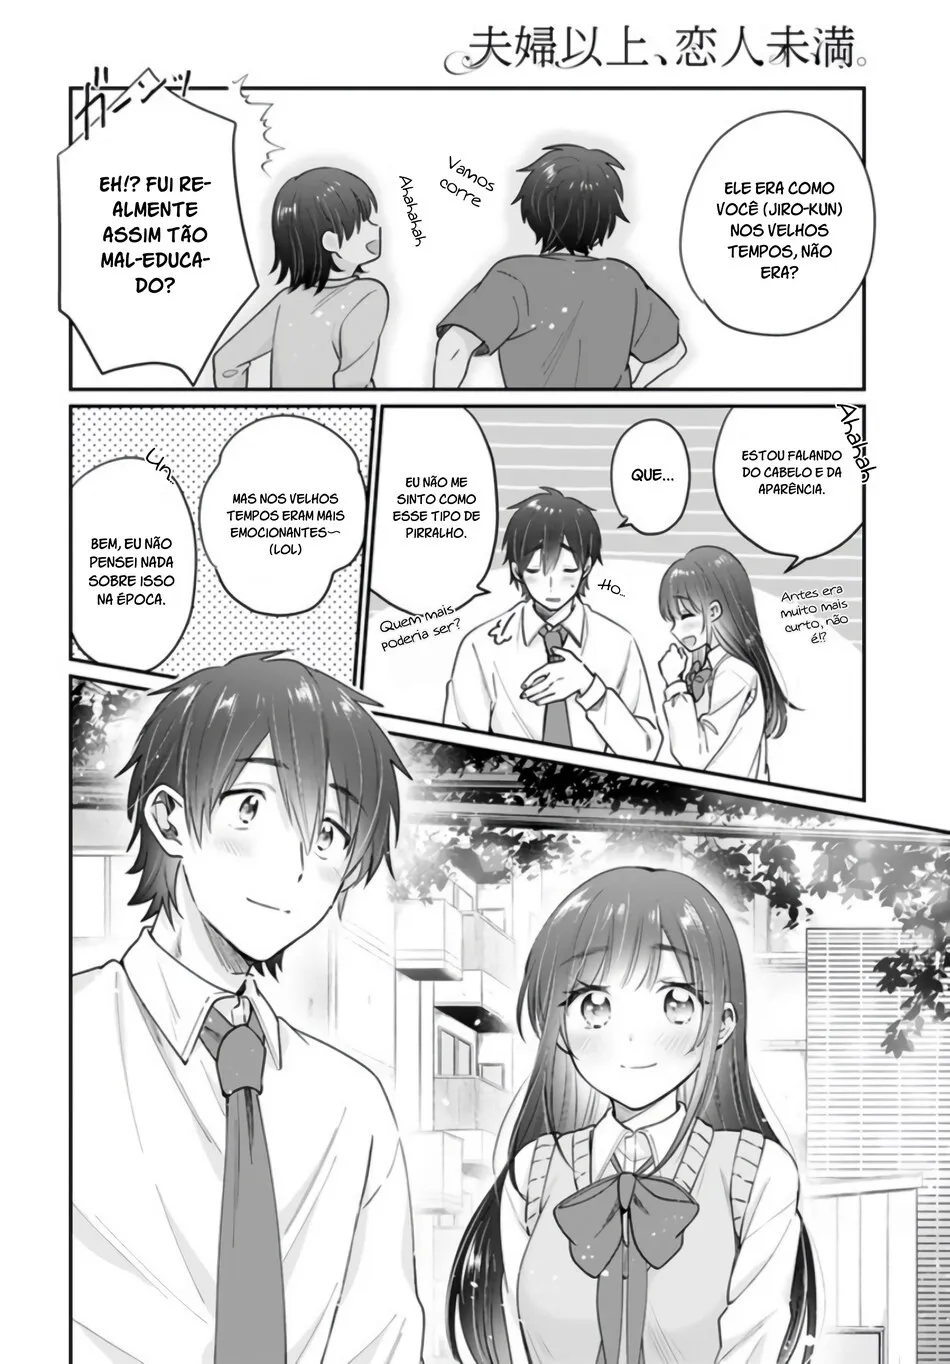 夫婦以上、恋人未満。
ELE ERA COMO
VOCÊ (JIRO-KUN)
NOS VELHOS
TEMPOS, NÃO
ERA?
Vamos
corre
Ahahahah
ガーンッ
EH!? FUI RE-
ALMENTE
ASSIM TÃO
MAL-EDUCA-
DO?
Ahahah
ESTOU FALANDO
DO CABELO E DA
APARÊNCIA.
Antes era
muito mais
curto, não
é!?
QUE...
Ho...
EU NÃO ME
SINTO COMO
ESSE TIPO DE
PIRRALHO.
Quem mais
poderia ser?
MAS NOS VELHOS
TEMPOS ERAM MAIS
EMOCIONANTES~
(LOL)
Un...
BEM, EU NÃO
PENSEI NADA
SOBRE ISSO
NA ÉPOCA.